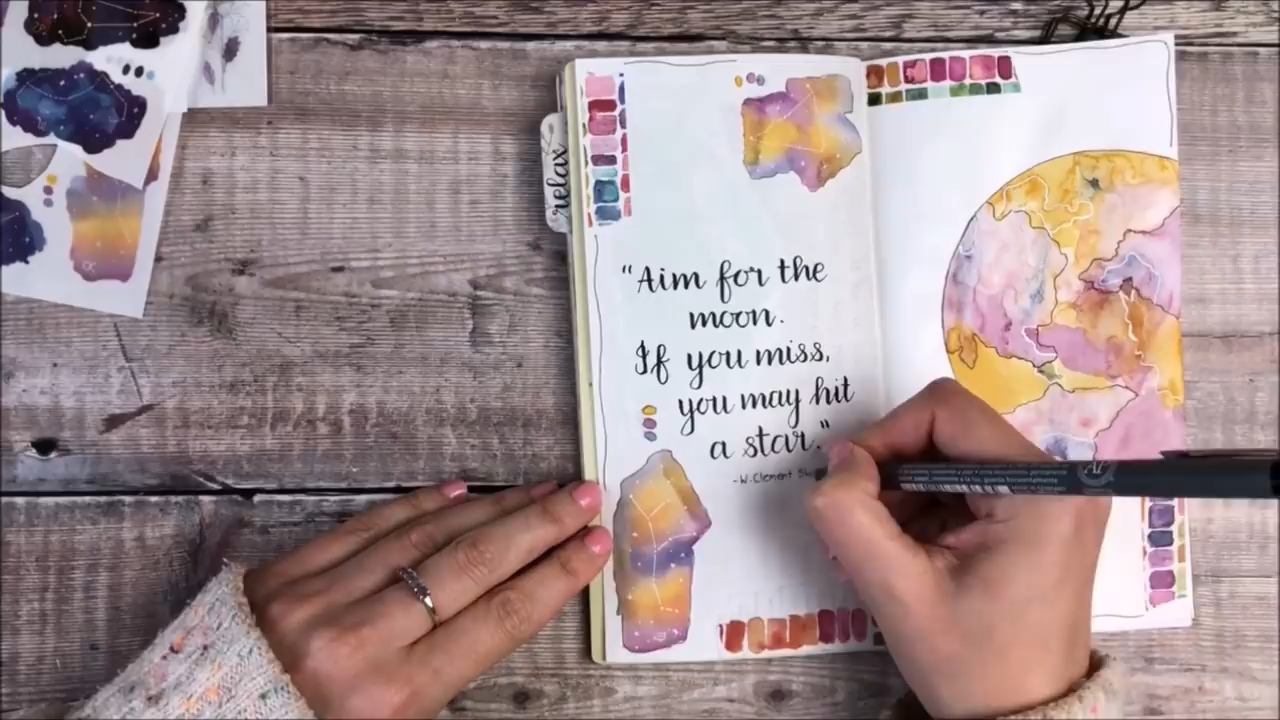 relax
“Aim for the
moon.
If you miss,
you may hit
a star.”
-W.Clement